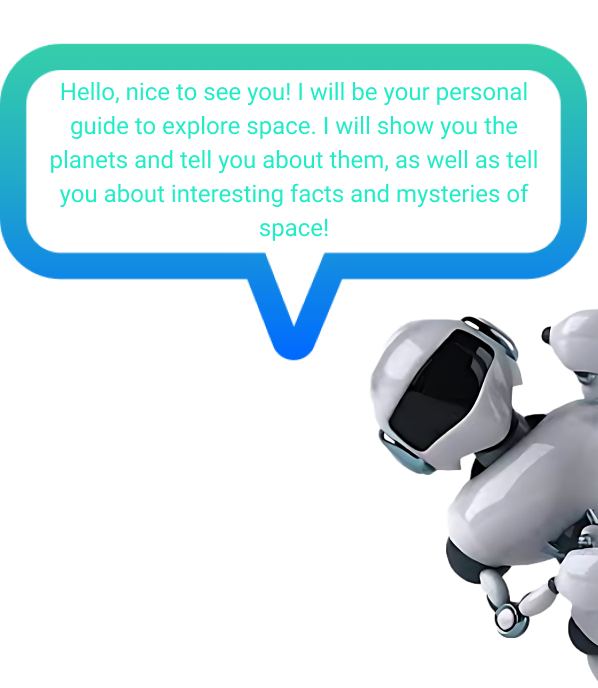 Hello, nice to see you! I will be your personal
guide to explore space. I will show you the
planets and tell you about them, as well as tell
you about interesting facts and mysteries of
space!